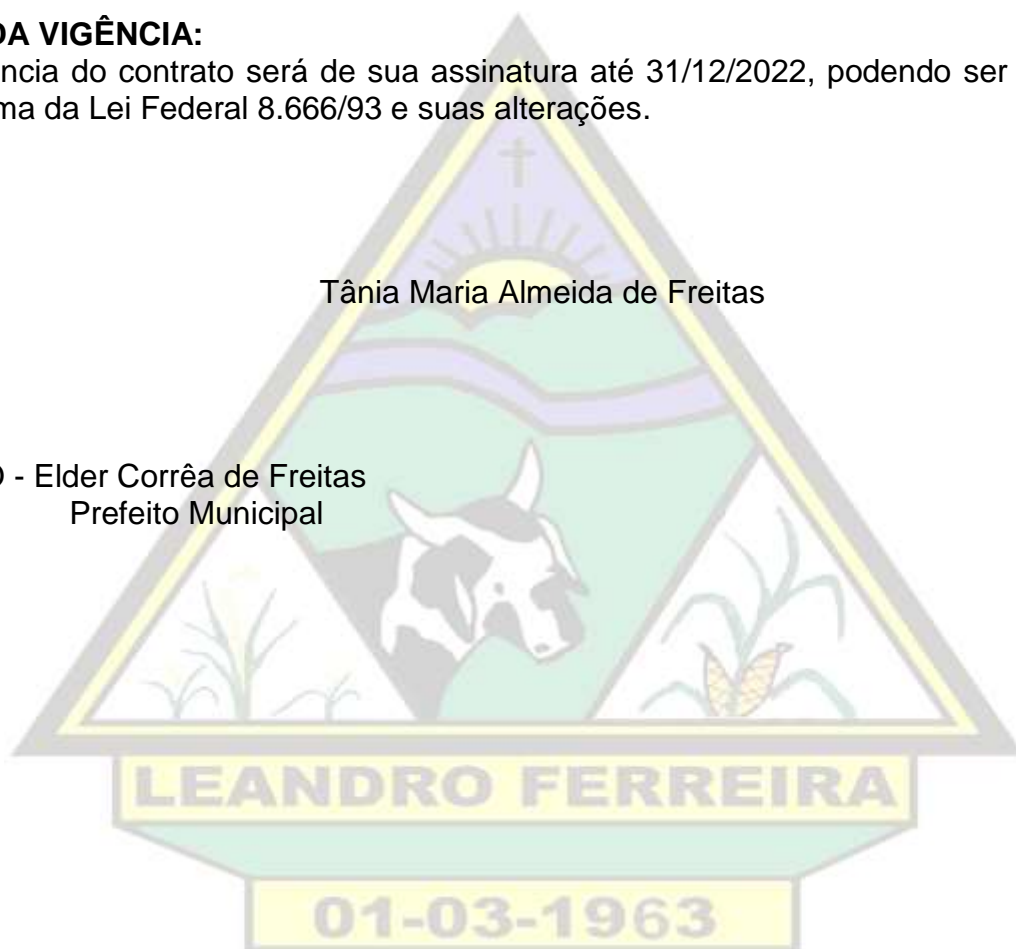 DA VIGÊNCIA:
ncia do contrato será de sua assinatura até 31/12/2022, podendo ser
ma da Lei Federal 8.666/93 e suas alterações.
Tânia Maria Almeida de Freitas
- Elder Corrêa de Freitas
Prefeito Municipal
LEANDRO FERREIRA
01-03-1963